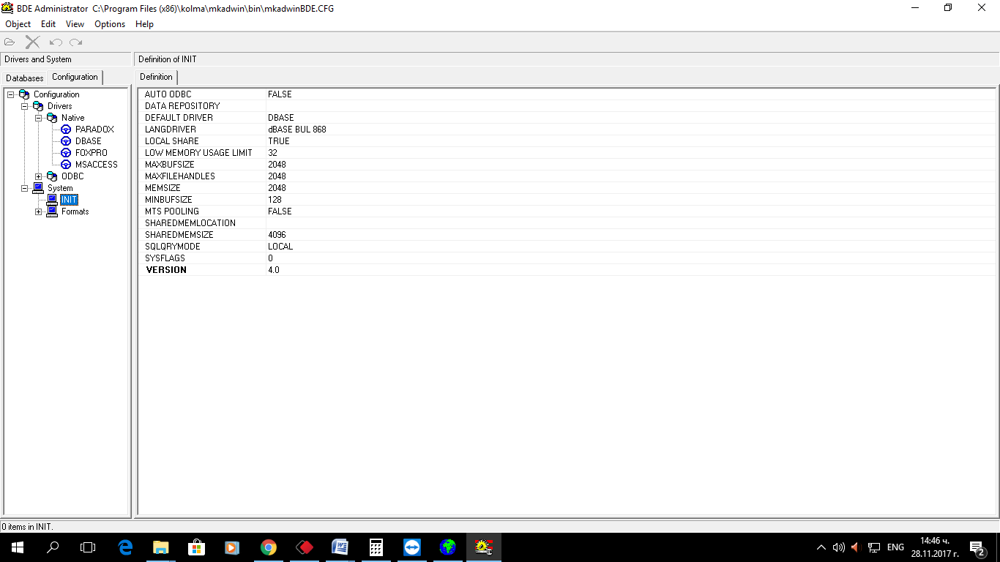 BDE Administrator C:\Program Files (x86)\kolma\mkadwin\bin\mkadwinBDE.CFG
Object Edit View Options Help
Drivers and System
Definition of INIT
Databases Configuration
Definition
Configuration
Drivers
Native
PARADOX
DBASE
FOXPRO
MSACCESS
ODBC
System
INIT
Formats
AUTO ODBC FALSE
DATA REPOSITORY
DEFAULT DRIVER DBASE
LANGDRIVER dBASE BUL 868
LOCAL SHARE TRUE
LOW MEMORY USAGE LIMIT 32
MAXBUFSIZE 2048
MAXFILEHANDLES 2048
MEMSIZE 2048
MINBUFSIZE 128
MTS POOLING FALSE
SHAREDMEMLOCATION
SHAREDMEMSIZE 4096
SQLQRYMODE LOCAL
SYSFLAGS 0
VERSION 4.0
0 items in INIT.
ENG
14:46 ч.
28.11.2017 г.
2